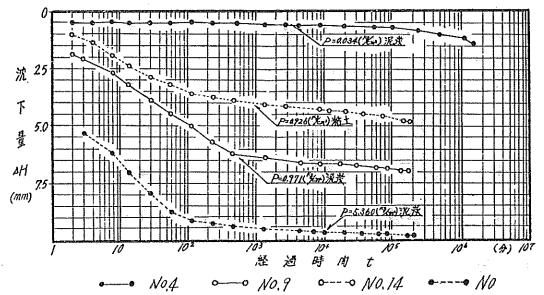 0
P=0.034(㎏/㎠)泥炭
2.5
沈下量
ΔH
(mm)
P=0.926(㎏/㎠)粘土
5.0
P=0.971(㎏/㎠)泥炭
7.5
P=5.360(㎏/㎠)泥炭
1 10 10² 10³ 10⁴ 10⁵ 10⁶ (分) 10⁷
経過時間 t
NO.4 NO.9 NO.14 NO